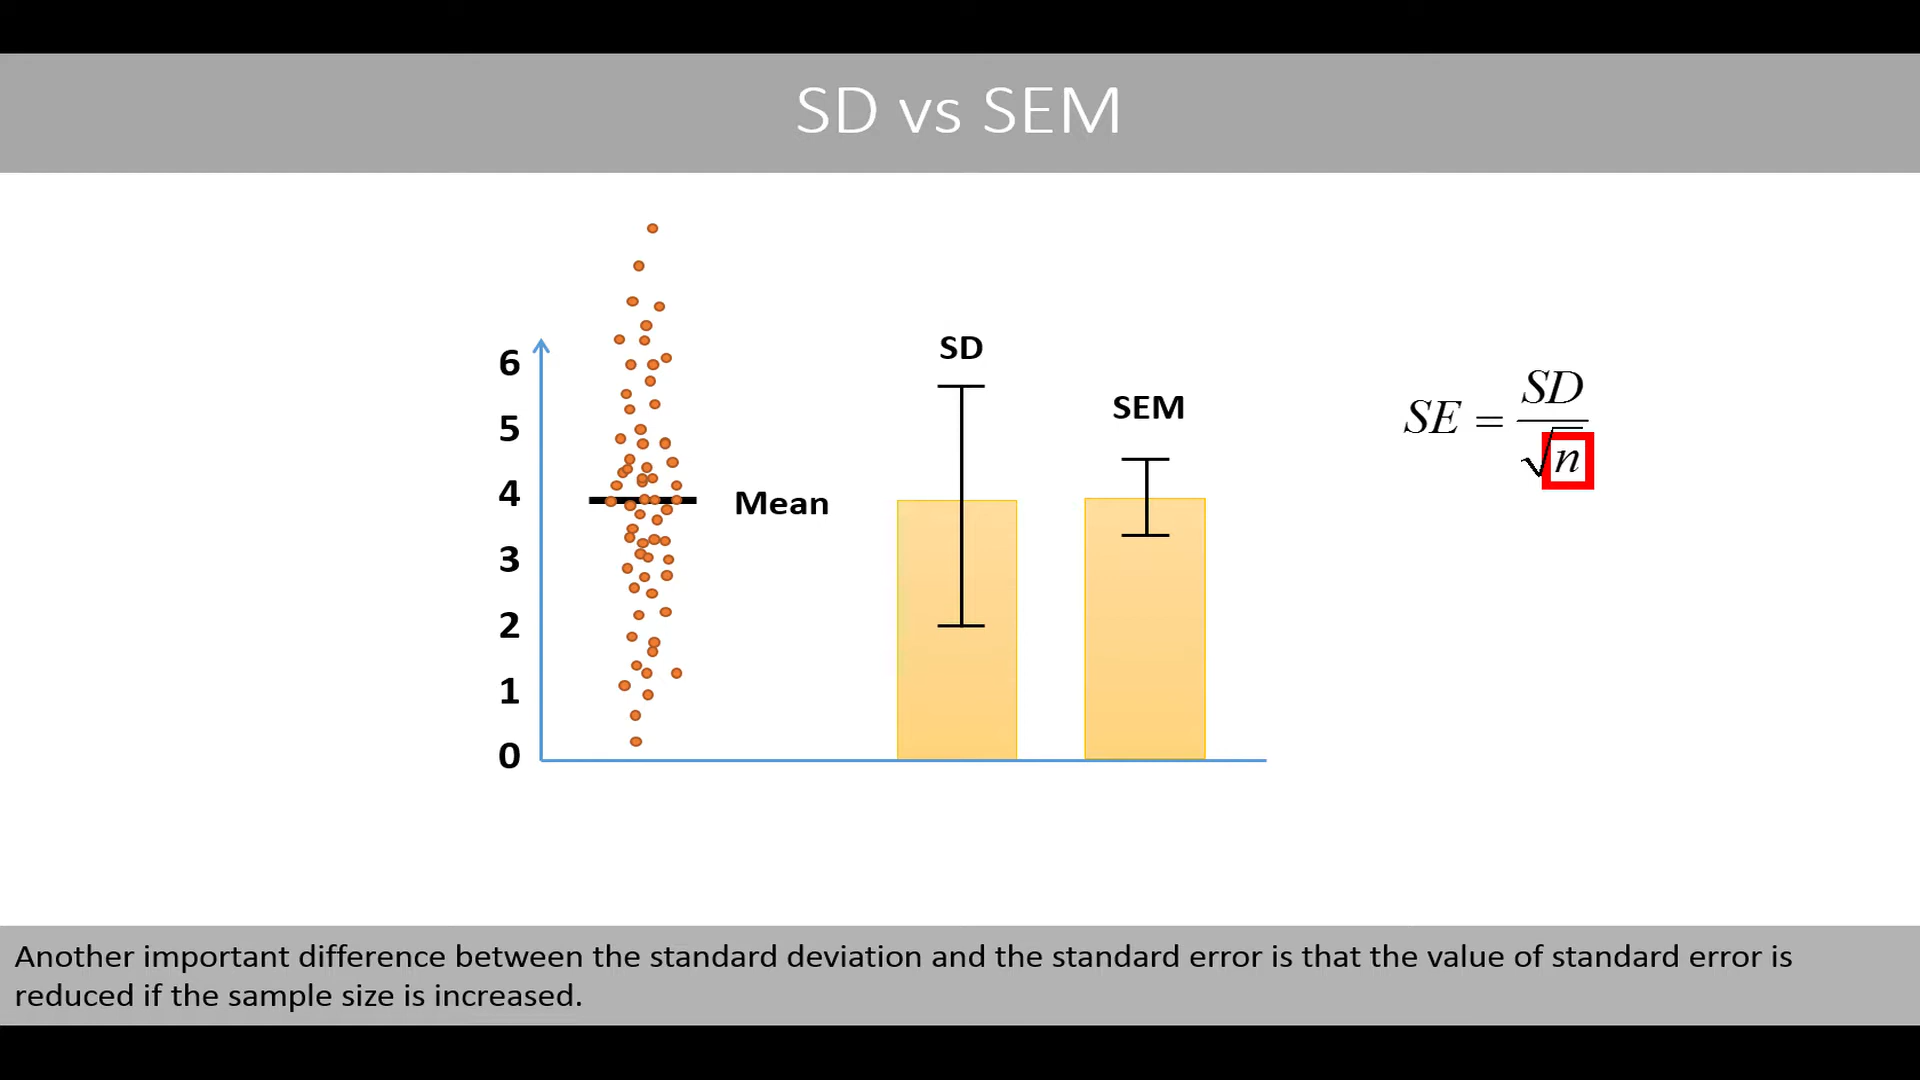 SD vs SEM
6
5
4
3
2
1
0
Mean
SD
SEM
SE = SD / √n
Another important difference between the standard deviation and the standard error is that the value of standard error is
reduced if the sample size is increased.